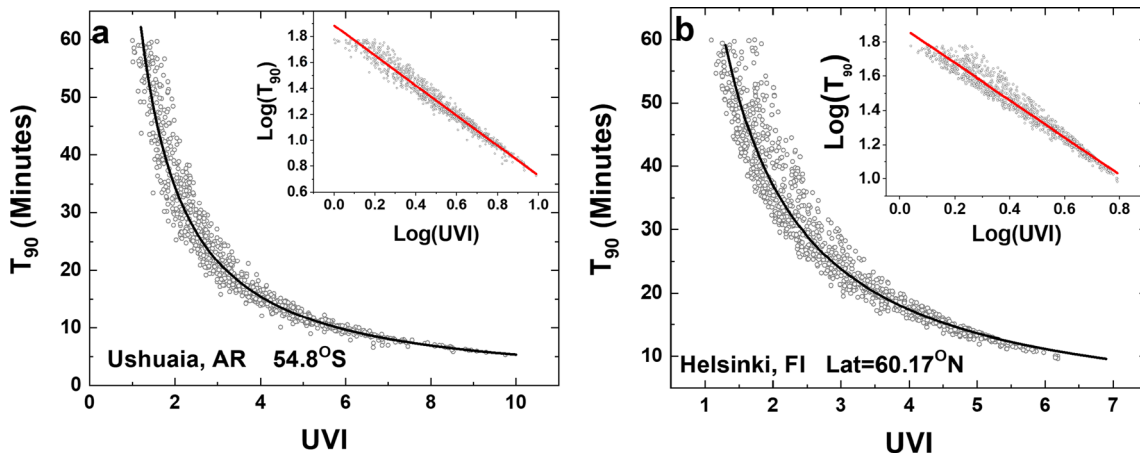 a
T90 (Minutes)
60
50
40
30
20
10
0
0
2
4
6
8
10
UVI
Ushuaia, AR 54.8OS
Log(T90)
1.8
1.6
1.4
1.2
1.0
0.8
0.6
0.0 0.2 0.4 0.6 0.8 1.0
Log(UVI)
b
T90 (Minutes)
60
50
40
30
20
10
1 2 3 4 5 6 7
UVI
Helsinki, FI Lat=60.17ON
Log(T90)
1.8
1.6
1.4
1.2
1.0
0.0 0.2 0.4 0.6 0.8
Log(UVI)